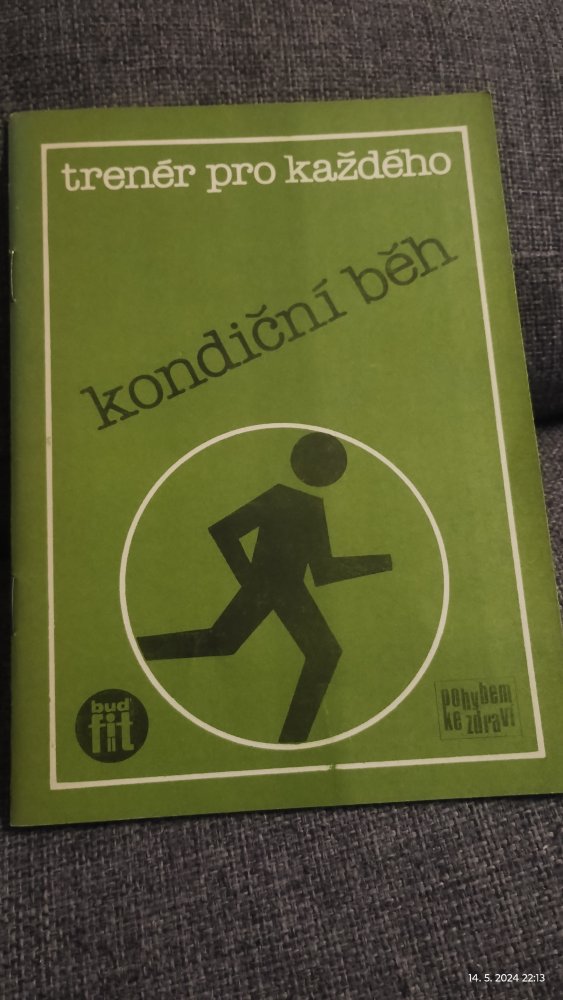 trenér pro každého
kondiční běh
buď
fit
pohybem
ke zdraví
14. 5. 2024 22:13